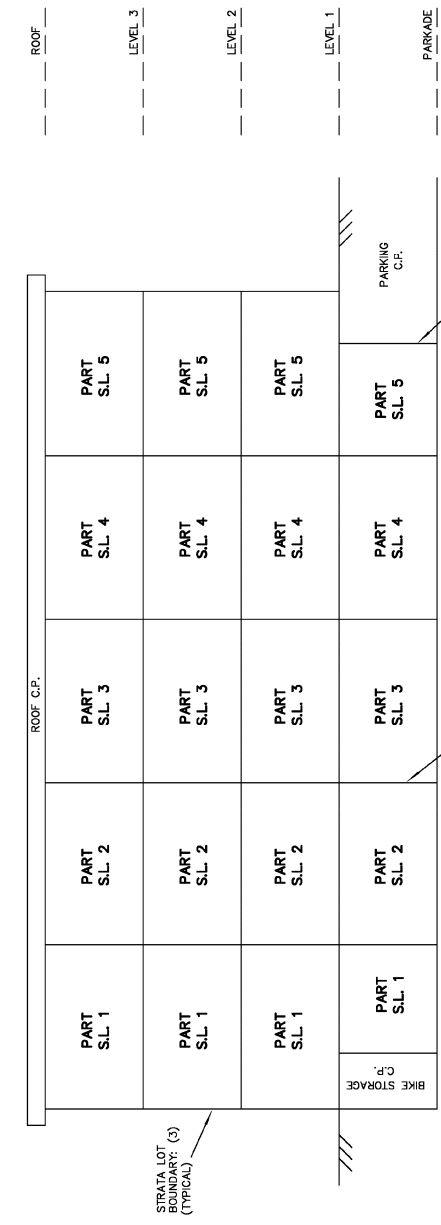 ROOF C.P.
ROOF
PART
S.L. 1
PART
S.L. 2
PART
S.L. 3
PART
S.L. 4
PART
S.L. 5
LEVEL 3
STRATA LOT
BOUNDARY: (3)
(TYPICAL)
PART
S.L. 1
PART
S.L. 2
PART
S.L. 3
PART
S.L. 4
PART
S.L. 5
LEVEL 2
PART
S.L. 1
PART
S.L. 2
PART
S.L. 3
PART
S.L. 4
PART
S.L. 5
LEVEL 1
BIKE STORAGE
C.P.
PART
S.L. 1
PART
S.L. 2
PART
S.L. 3
PART
S.L. 4
PART
S.L. 5
PARKING
C.P.
PARKADE